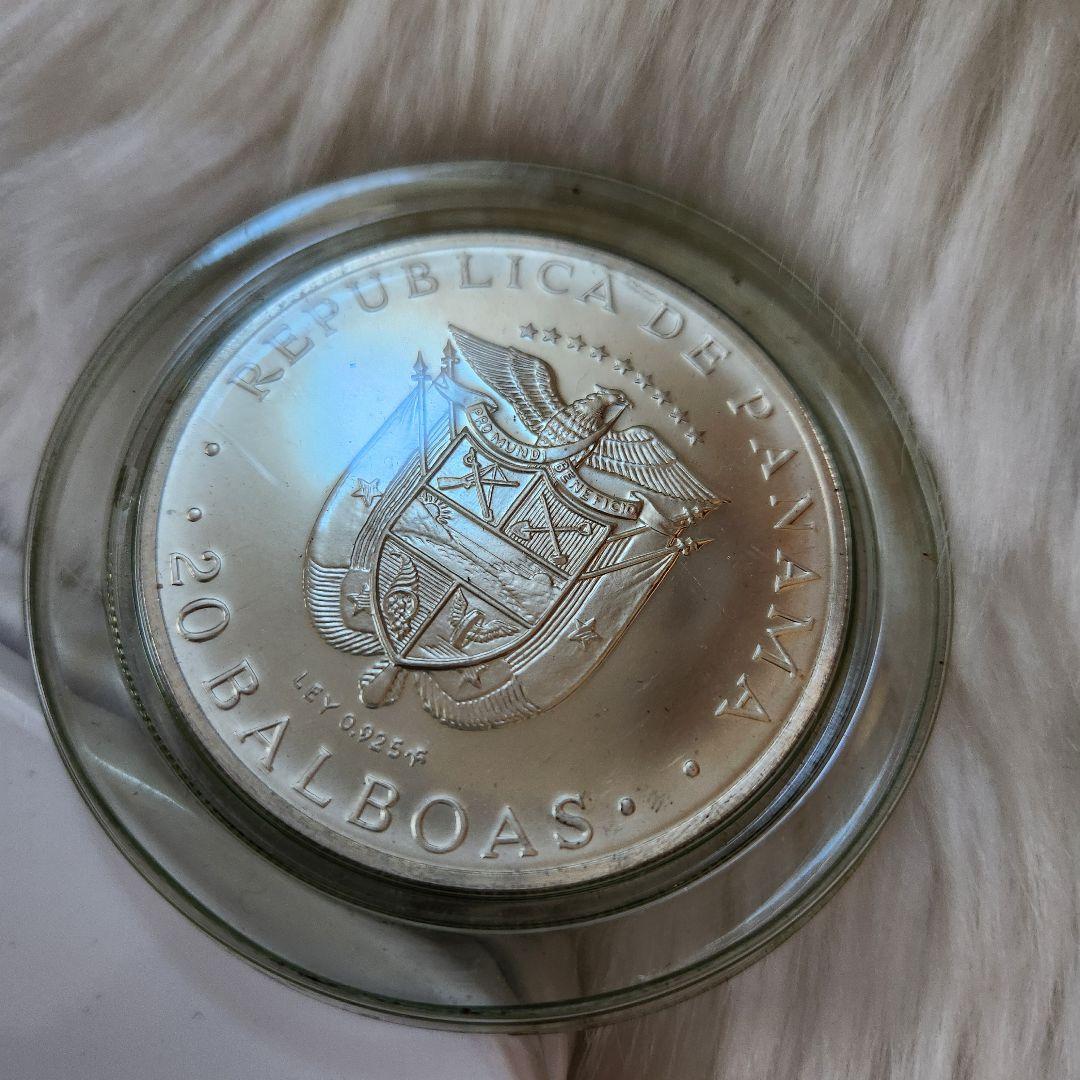 REPUBLICA DE PANAMA
PRO MUNDI BENEFICIO
LEY 0.925
20 BALBOAS